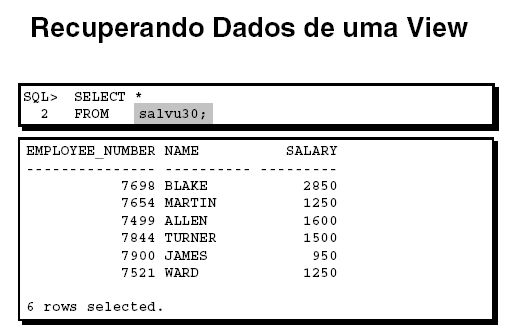 Recuperando Dados de uma View
SQL> SELECT *
2 FROM salvu30;
EMPLOYEE_NUMBER NAME SALARY
--------------- ---------- ---------
7698 BLAKE 2850
7654 MARTIN 1250
7499 ALLEN 1600
7844 TURNER 1500
7900 JAMES 950
7521 WARD 1250
6 rows selected.